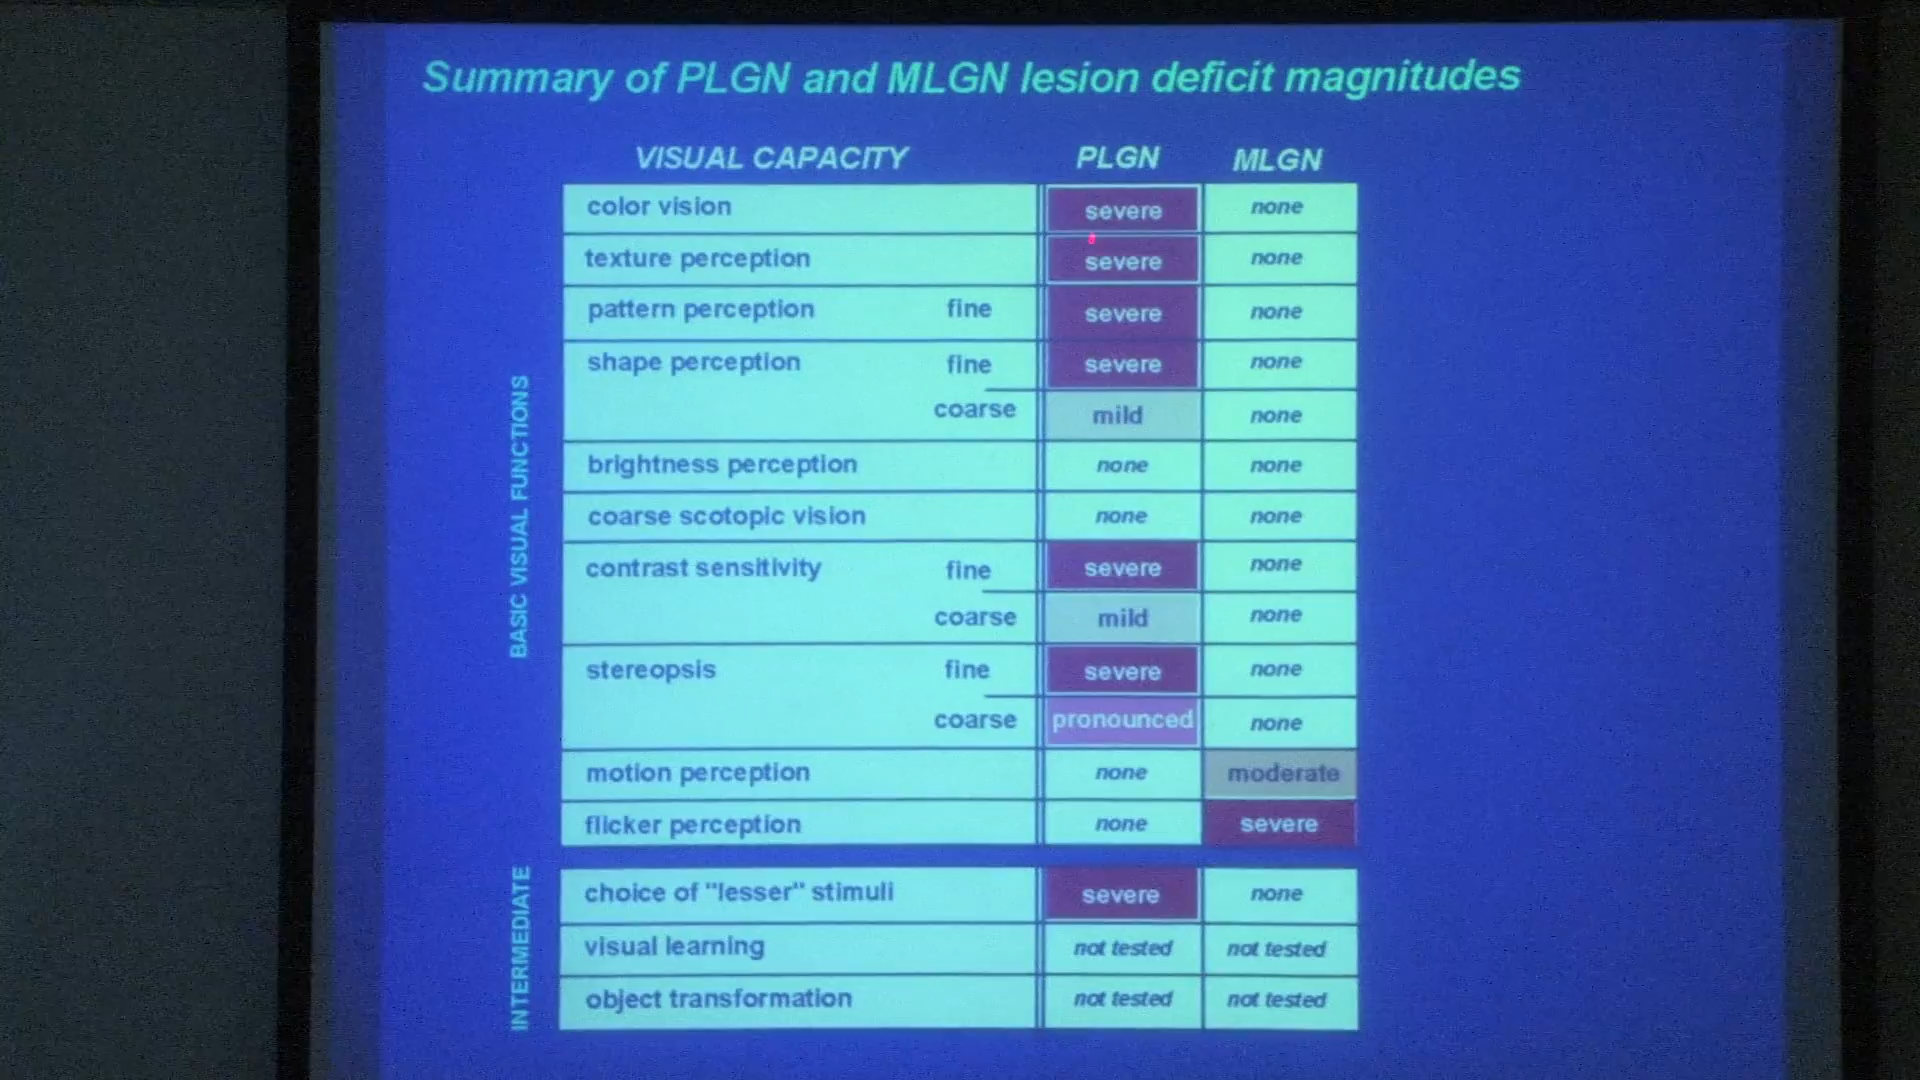 Summary of PLGN and MLGN lesion deficit magnitudes
VISUAL CAPACITY PLGN MLGN
BASIC VISUAL FUNCTIONS
color vision severe none
texture perception severe none
pattern perception fine severe none
shape perception fine severe none
coarse mild none
brightness perception none none
coarse scotopic vision none none
contrast sensitivity fine severe none
coarse mild none
stereopsis fine severe none
coarse pronounced none
motion perception none moderate
flicker perception none severe
INTERMEDIATE
choice of "lesser" stimuli severe none
visual learning not tested not tested
object transformation not tested not tested